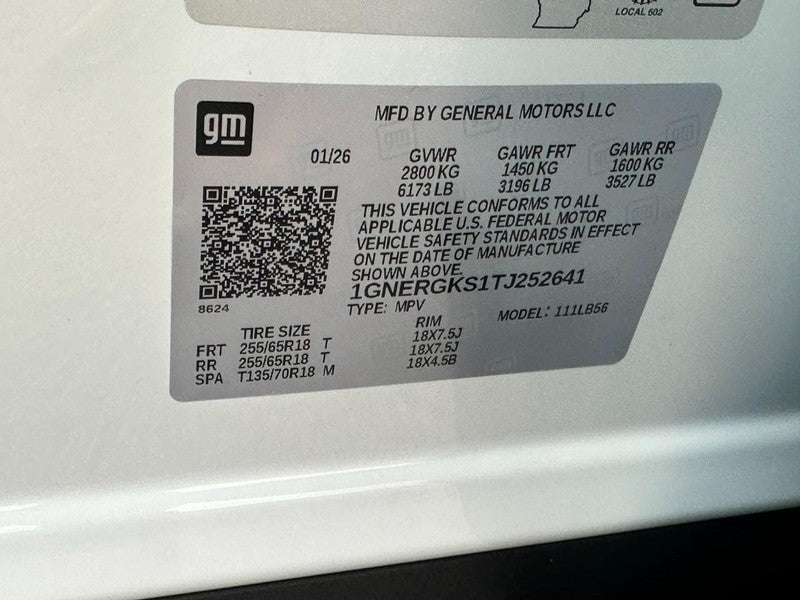 LOCAL 602
gm
MFD BY GENERAL MOTORS LLC
01/26 GVWR GAWR FRT GAWR RR
2800 KG 1450 KG 1600 KG
6173 LB 3196 LB 3527 LB
THIS VEHICLE CONFORMS TO ALL
APPLICABLE U.S. FEDERAL MOTOR
VEHICLE SAFETY STANDARDS IN EFFECT
ON THE DATE OF MANUFACTURE
SHOWN ABOVE.
1GNERGKS1TJ252641
8624
TYPE: MPV MODEL: 111LB56
TIRE SIZE RIM
FRT 255/65R18 T 18X7.5J
RR 255/65R18 T 18X7.5J
SPA T135/70R18 M 18X4.5B